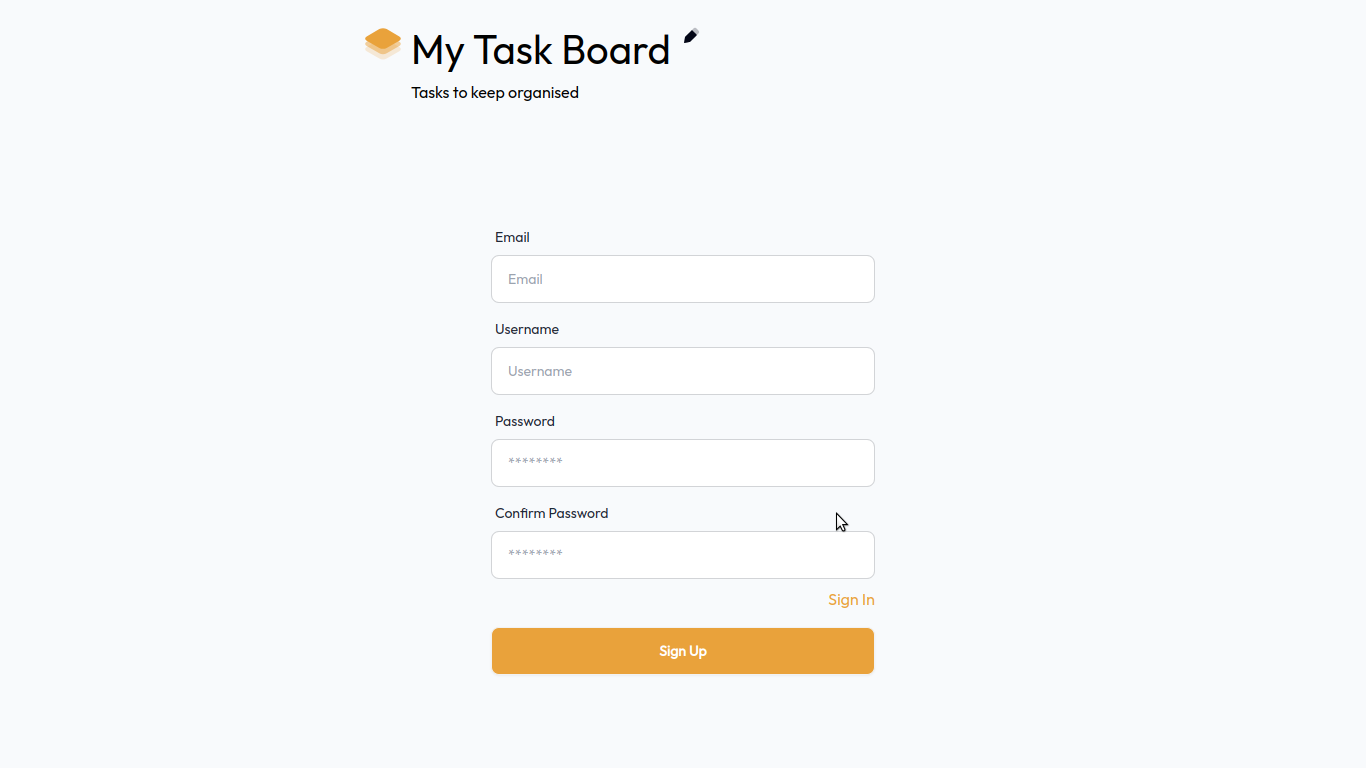 My Task Board
Tasks to keep organised
Email
Email
Username
Username
Password
********
Confirm Password
********
Sign In
Sign Up